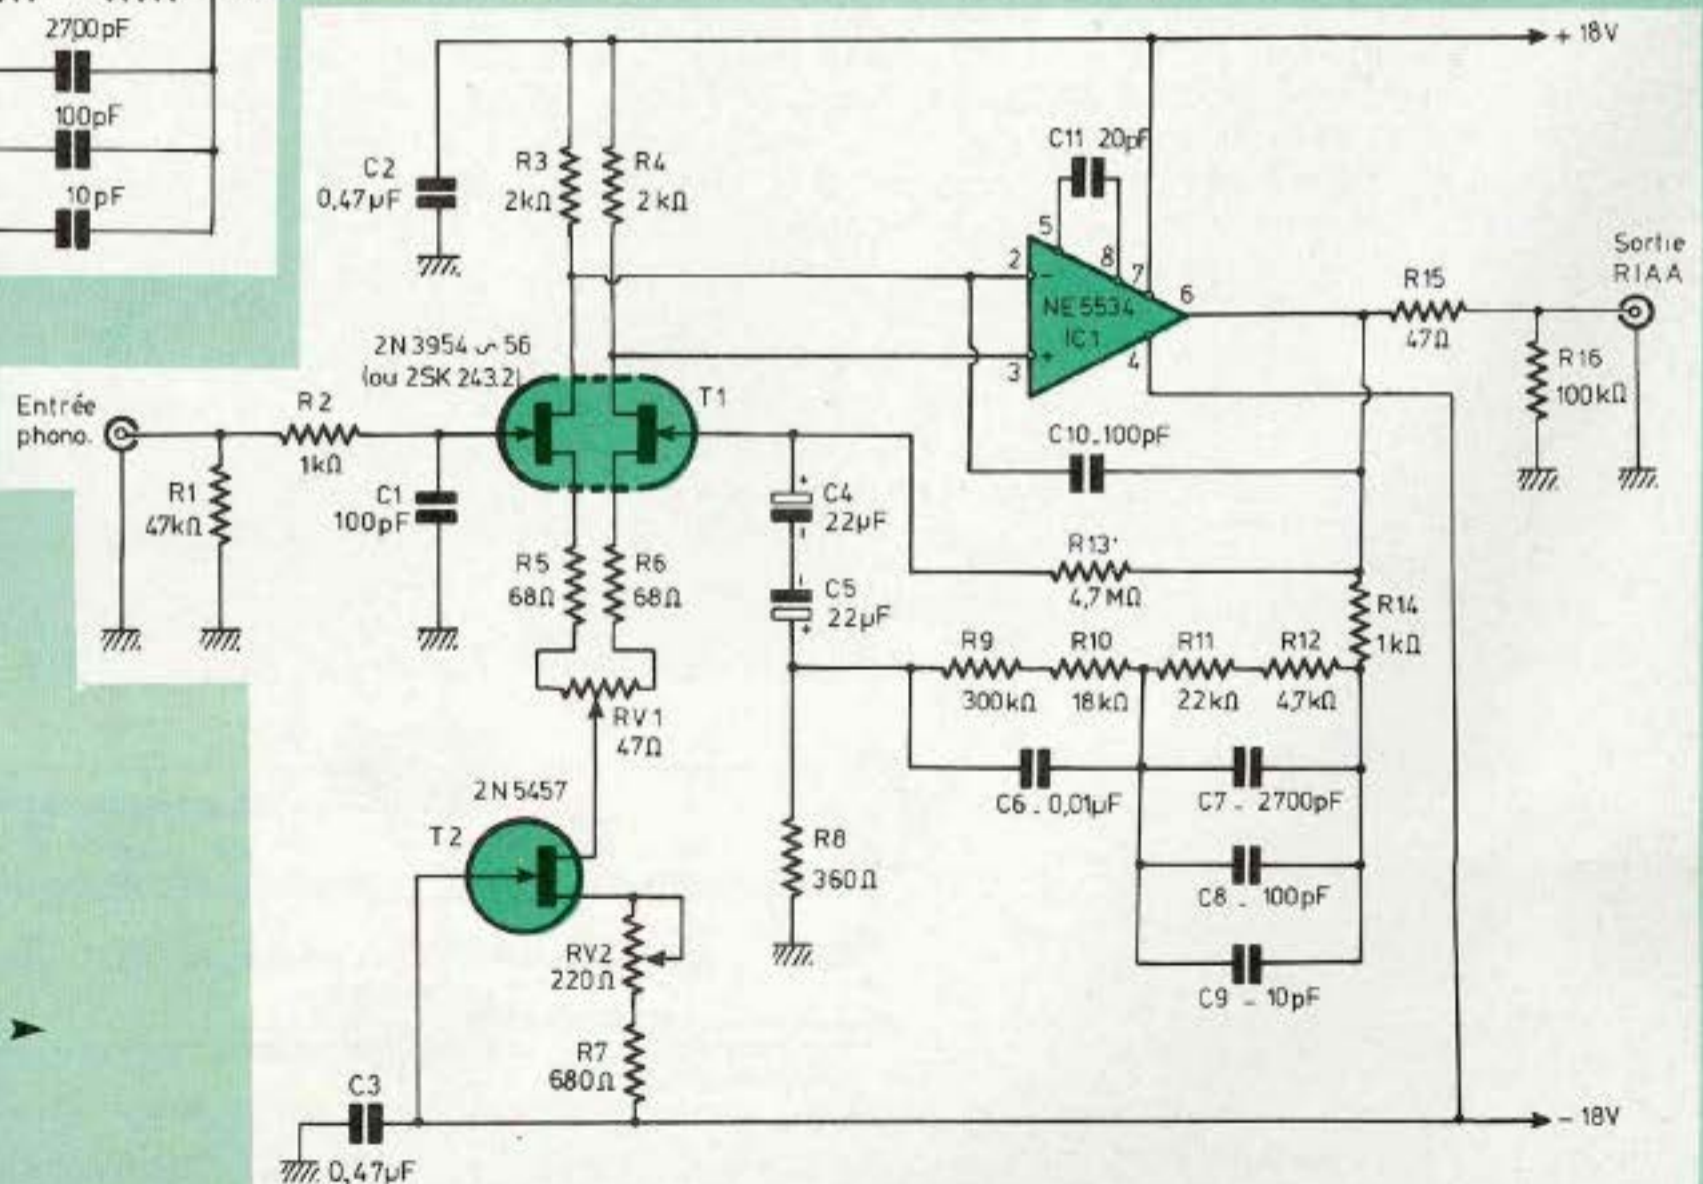 2700pF
100pF
10pF
+ 18V
C2
0,47µF
R3
2kΩ
R4
2kΩ
C11 20pF
5
8
7
2
-
6
NE5534
IC1
+
3
4
R15
47Ω
Sortie
RIAA
R16
100kΩ
2N3954 ∽ 56
(ou 2SK 243.2)
T1
Entrée
phono.
R2
1kΩ
R1
47kΩ
C1
100pF
C10_100pF
+
C4
22µF
-
-
C5
22µF
+
R13
4,7MΩ
R14
1kΩ
R5
68Ω
R6
68Ω
RV1
47Ω
R9
300kΩ
R10
18kΩ
R11
22kΩ
R12
4,7kΩ
C6 _ 0,01µF
C7 - 2700pF
C8 _ 100pF
C9 - 10pF
2N5457
T2
R8
360Ω
RV2
220Ω
R7
680Ω
C3
0,47µF
- 18V